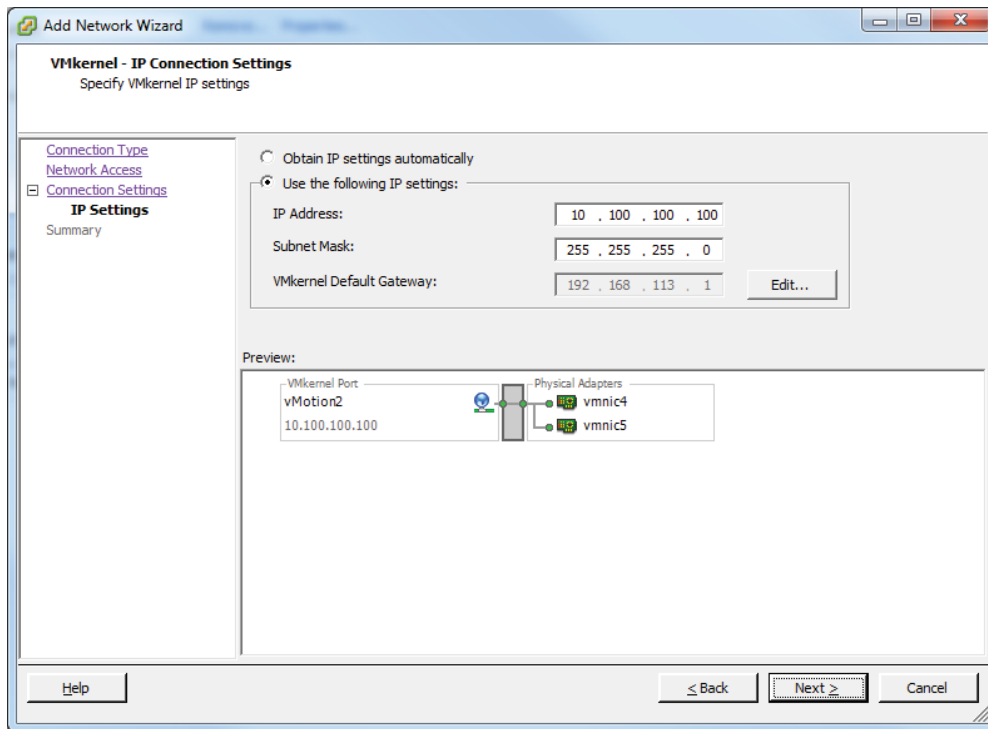 Add Network Wizard
VMkernel - IP Connection Settings
Specify VMkernel IP settings
Connection Type
Network Access
Connection Settings
IP Settings
Summary
Obtain IP settings automatically
Use the following IP settings:
IP Address: 10 . 100 . 100 . 100
Subnet Mask: 255 . 255 . 255 . 0
VMkernel Default Gateway: 192 . 168 . 113 . 1 Edit...
Preview:
VMkernel Port Physical Adapters
vMotion2 vmnic4
10.100.100.100 vmnic5
Help < Back Next > Cancel